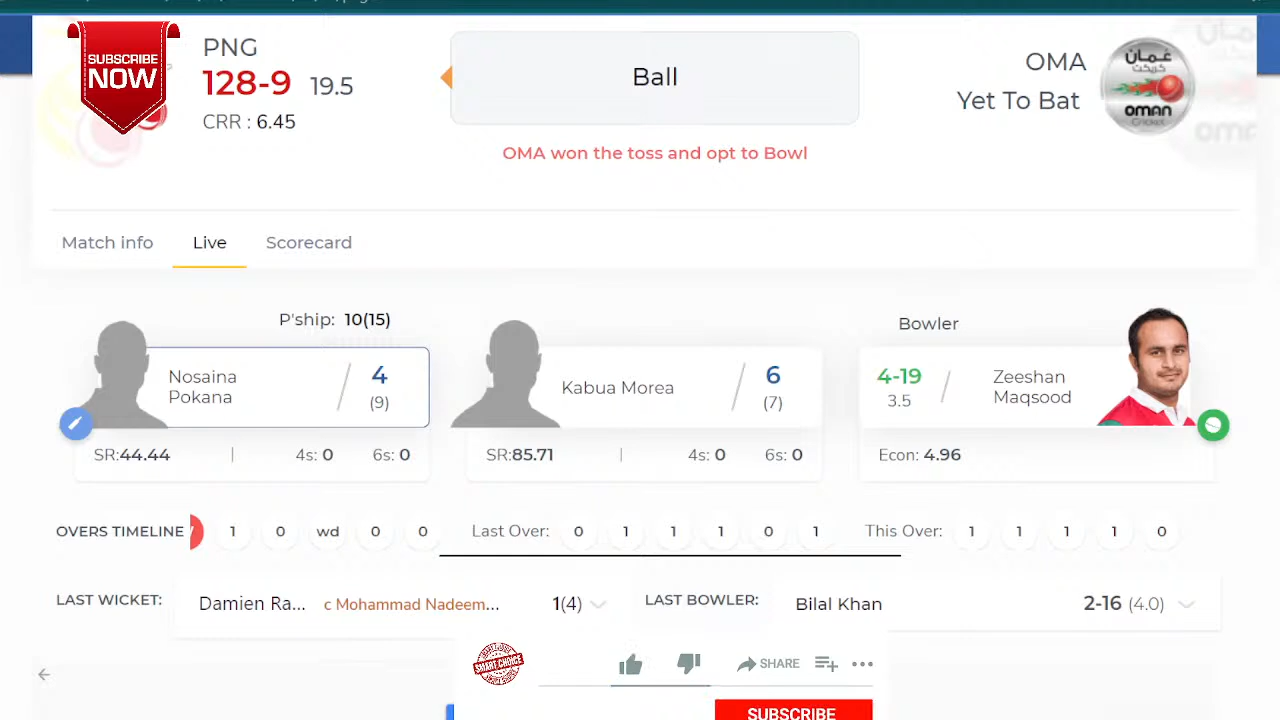 SUBSCRIBE
NOW
PNG
128-9 19.5
CRR : 6.45
Ball
OMA won the toss and opt to Bowl
OMA
Yet To Bat
عُمان
كريكت
OMAN
Cricket
Match info Live Scorecard
P'ship: 10(15)
Bowler
Nosaina
Pokana
4
(9)
SR:44.44 | 4s: 0 6s: 0
Kabua Morea
6
(7)
SR:85.71 | 4s: 0 6s: 0
4-19
3.5
Zeeshan
Maqsood
Econ: 4.96
OVERS TIMELINE 1 0 wd 0 0 Last Over: 0 1 1 1 0 1 This Over: 1 1 1 1 0
LAST WICKET: Damien Ra... c Mohammad Nadeem... 1(4) LAST BOWLER: Bilal Khan 2-16 (4.0)
SMART CHOICE
SHARE
SUBSCRIBE